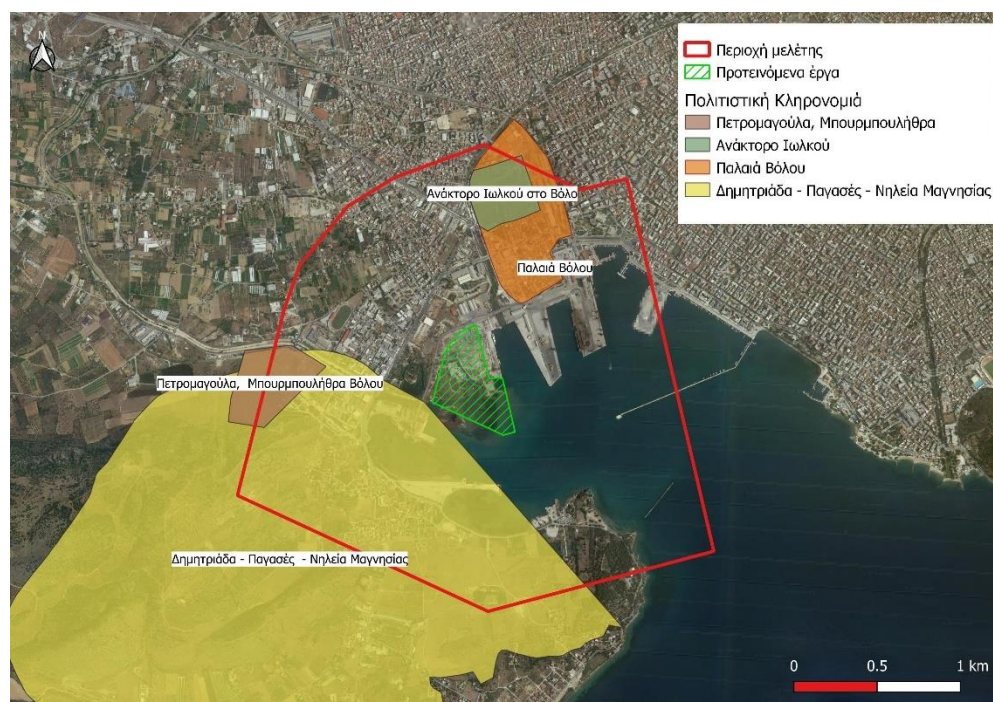 N
Περιοχή μελέτης
Προτεινόμενα έργα
Πολιτιστική Κληρονομιά
Πετρομαγούλα, Μπουρμπουλήθρα
Ανάκτορο Ιωλκού
Παλαιά Βόλου
Δημητριάδα - Παγασές - Νηλεία Μαγνησίας
Ανάκτορο Ιωλκού στο Βόλο
Παλαιά Βόλου
Πετρομαγούλα, Μπουρμπουλήθρα Βόλου
Δημητριάδα - Παγασές - Νηλεία Μαγνησίας
0 0.5 1 km